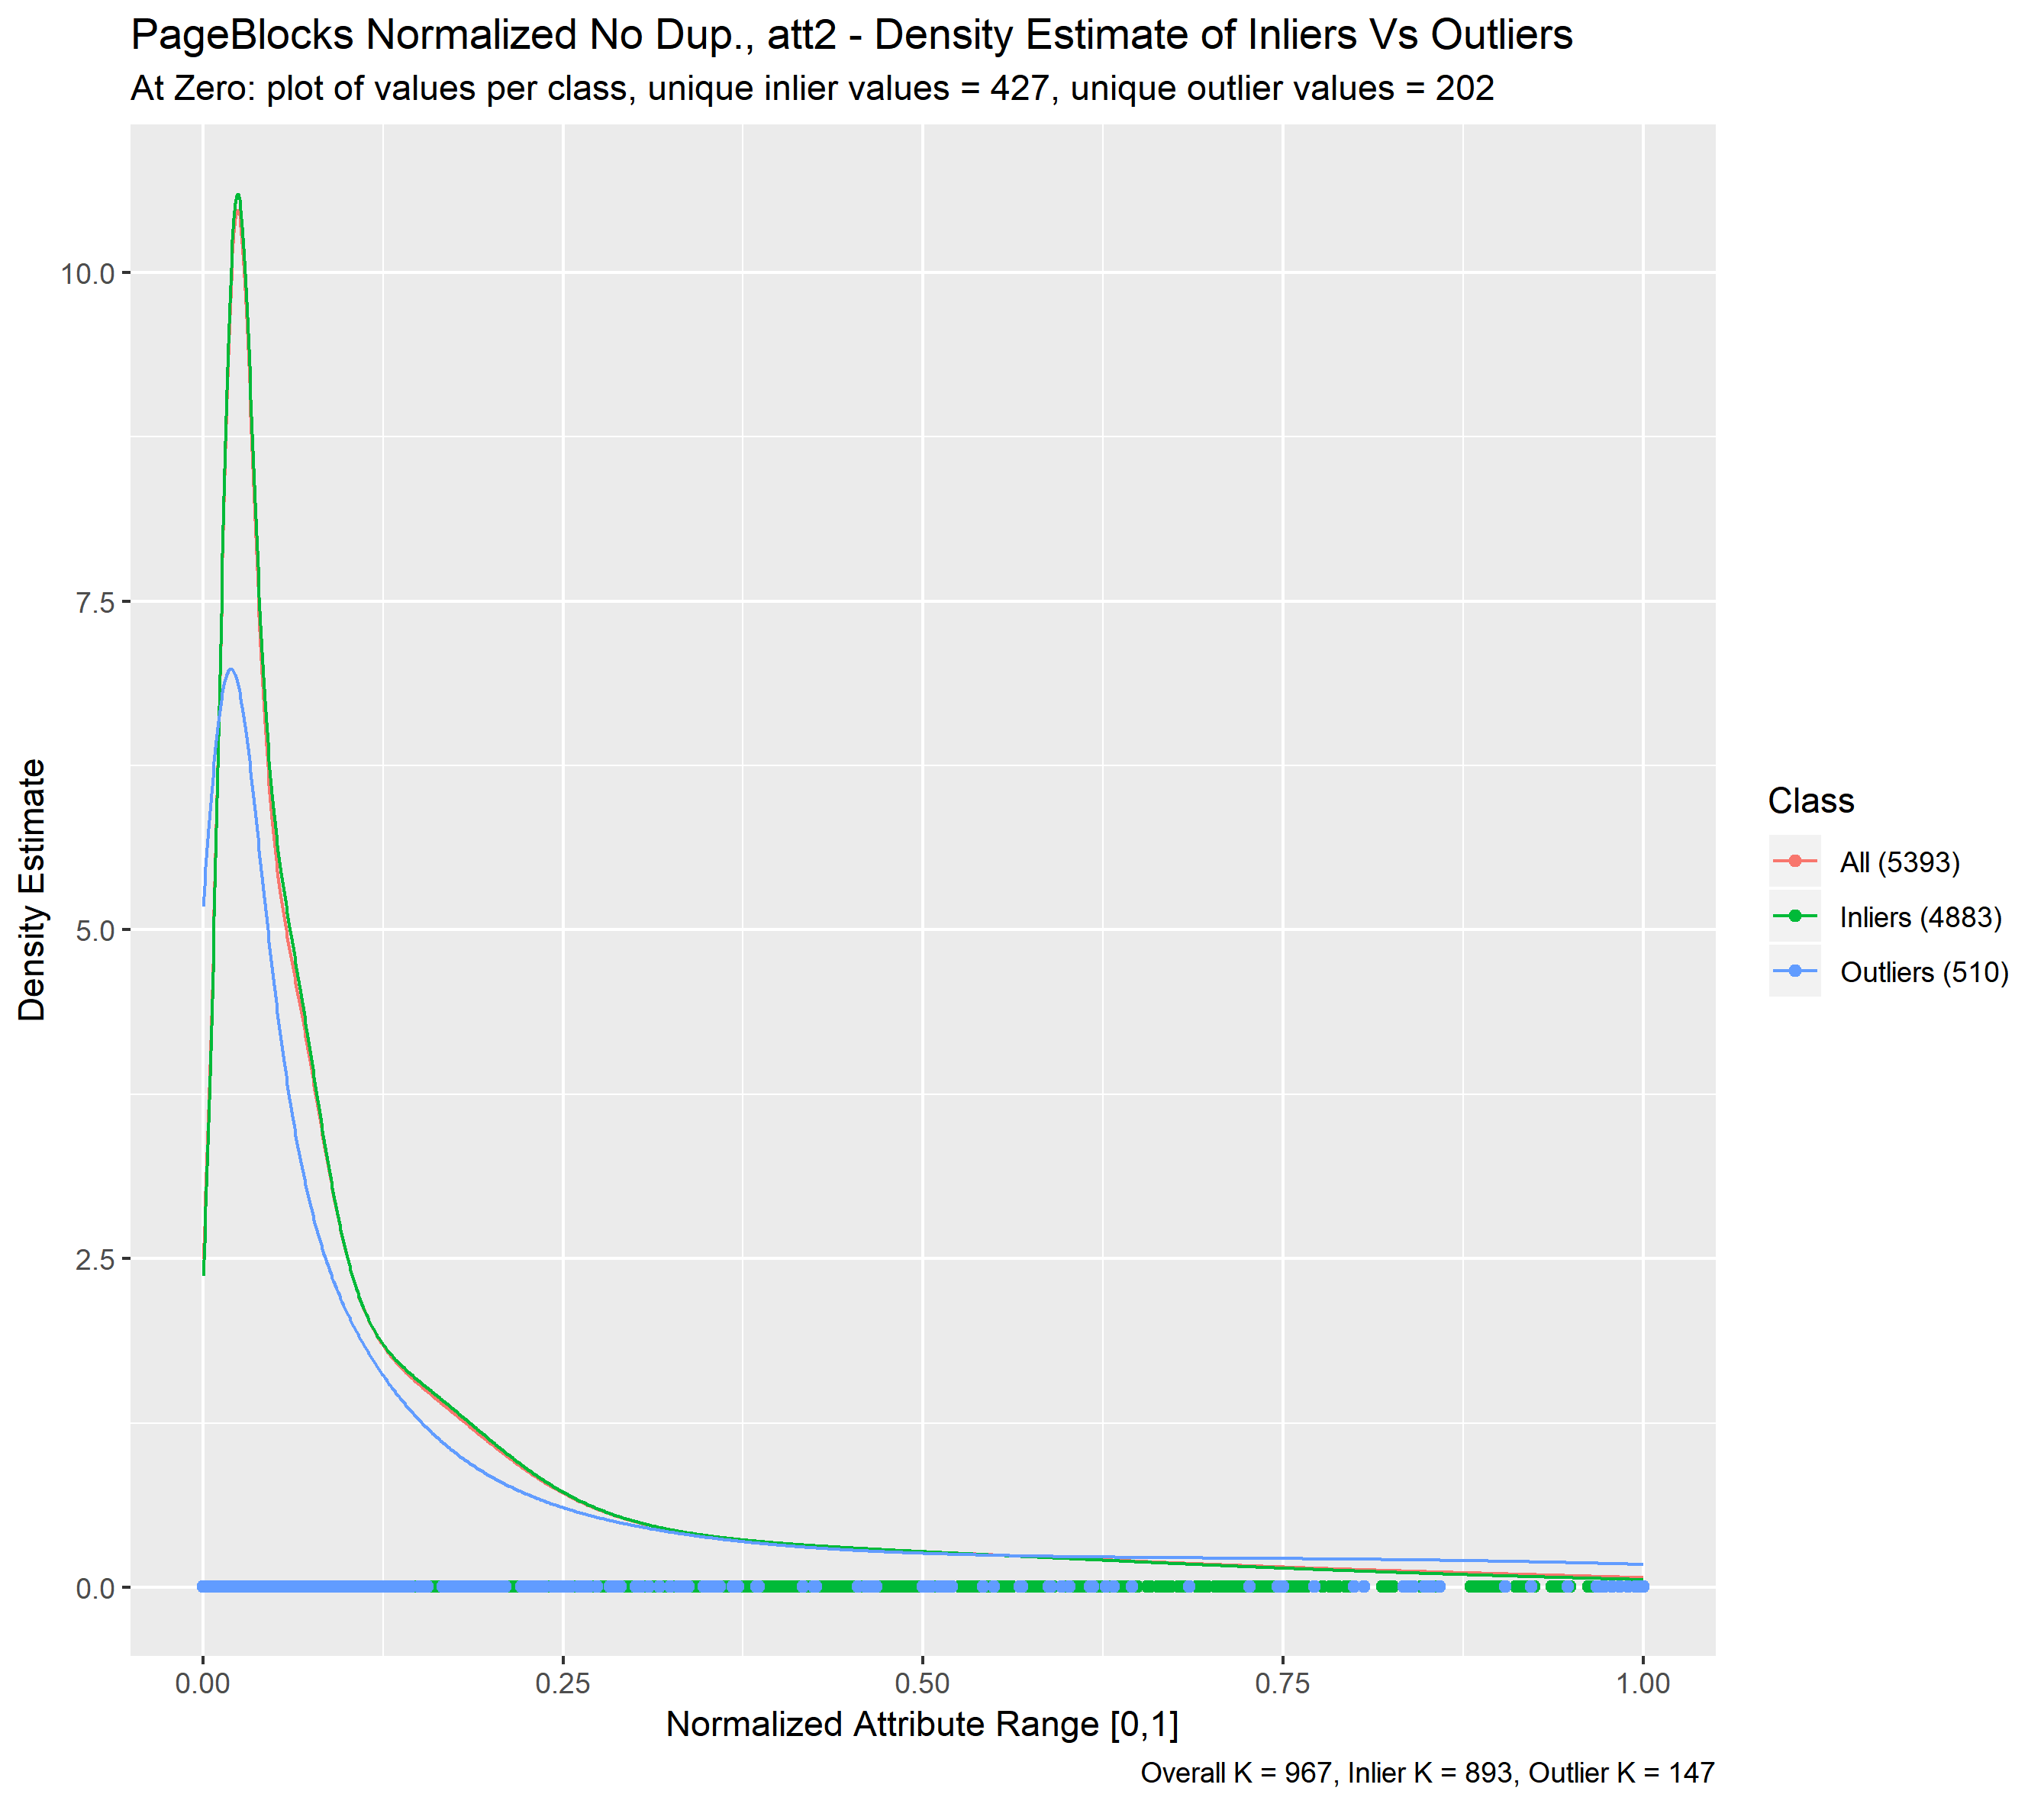 PageBlocks Normalized No Dup., att2 - Density Estimate of Inliers Vs Outliers
At Zero: plot of values per class, unique inlier values = 427, unique outlier values = 202
Density Estimate
10.0
7.5
5.0
2.5
0.0
0.00 0.25 0.50 0.75 1.00
Normalized Attribute Range [0,1]
Overall K = 967, Inlier K = 893, Outlier K = 147
Class
All (5393)
Inliers (4883)
Outliers (510)